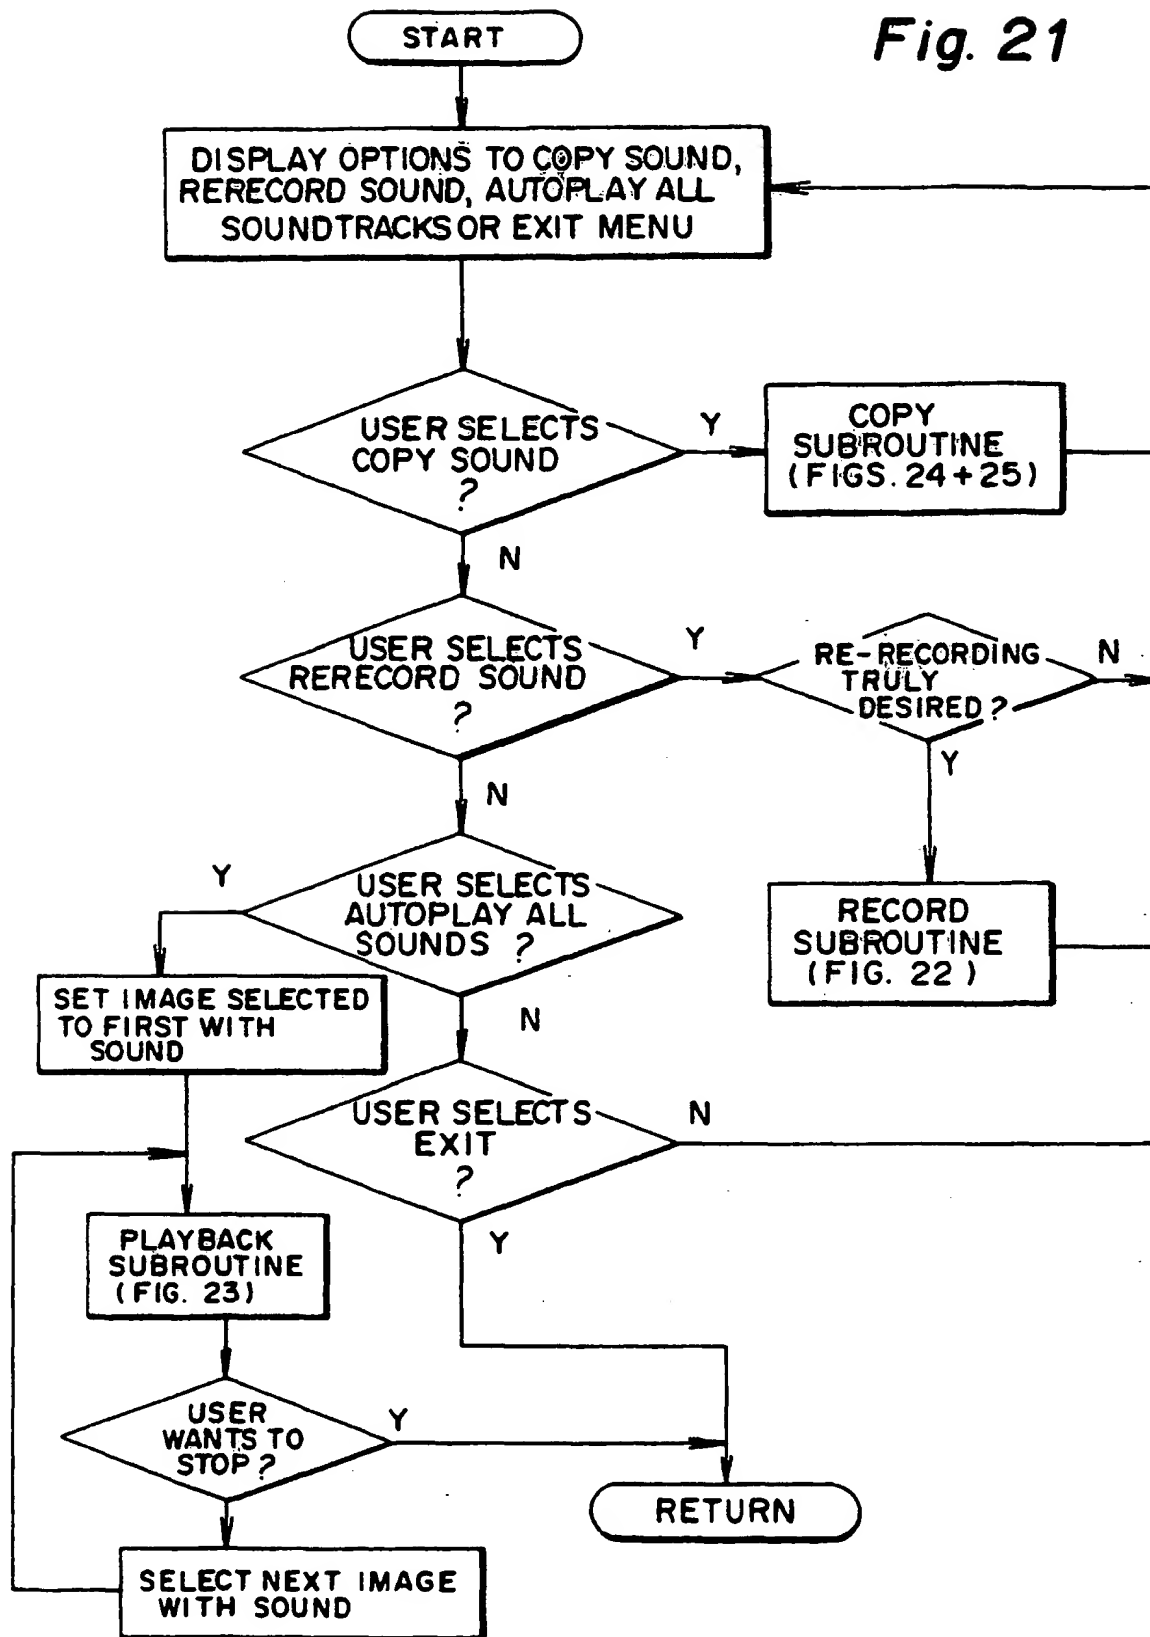 Fig. 21
START
DISPLAY OPTIONS TO COPY SOUND,
RERECORD SOUND, AUTOPLAY ALL
SOUNDTRACKS OR EXIT MENU
USER SELECTS
COPY SOUND
?
Y
COPY
SUBROUTINE
(FIGS. 24+25)
N
USER SELECTS
RERECORD SOUND
?
Y
RE-RECORDING
TRULY
DESIRED?
N
Y
N
RECORD
SUBROUTINE
(FIG. 22)
USER SELECTS
AUTOPLAY ALL
SOUNDS ?
Y
SET IMAGE SELECTED
TO FIRST WITH
SOUND
N
USER SELECTS
EXIT
?
N
Y
PLAYBACK
SUBROUTINE
(FIG. 23)
USER
WANTS TO
STOP?
Y
RETURN
SELECT NEXT IMAGE
WITH SOUND